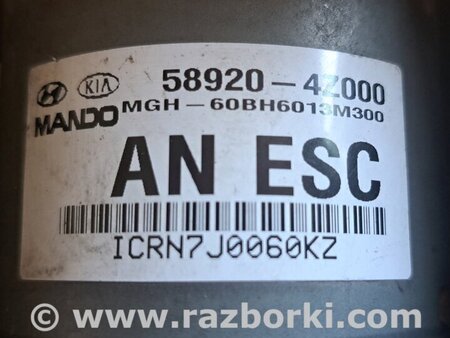 KIA 58920-4Z000
MANDO MGH-60BH6013M300
AN ESC
ICRN7J0060KZ
© www.razborki.com